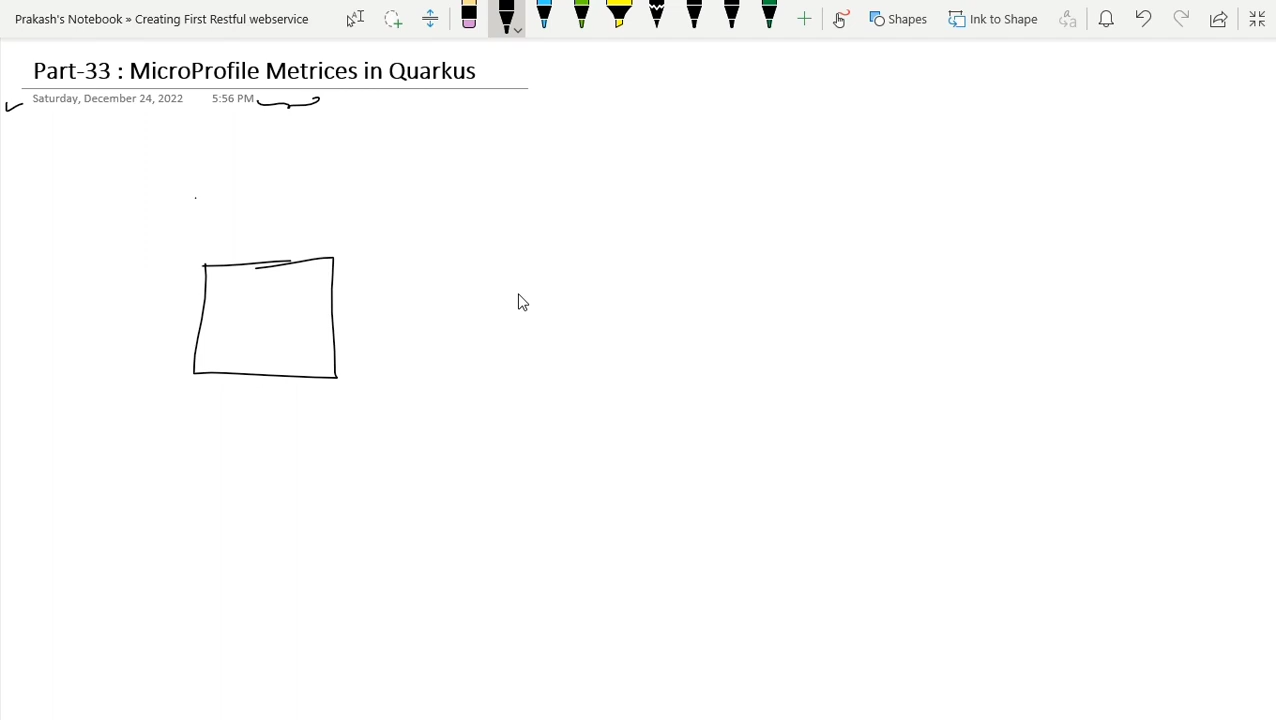 Prakash's Notebook » Creating First Restful webservice
Shapes
Ink to Shape
Part-33 : MicroProfile Metrices in Quarkus
Saturday, December 24, 2022 5:56 PM